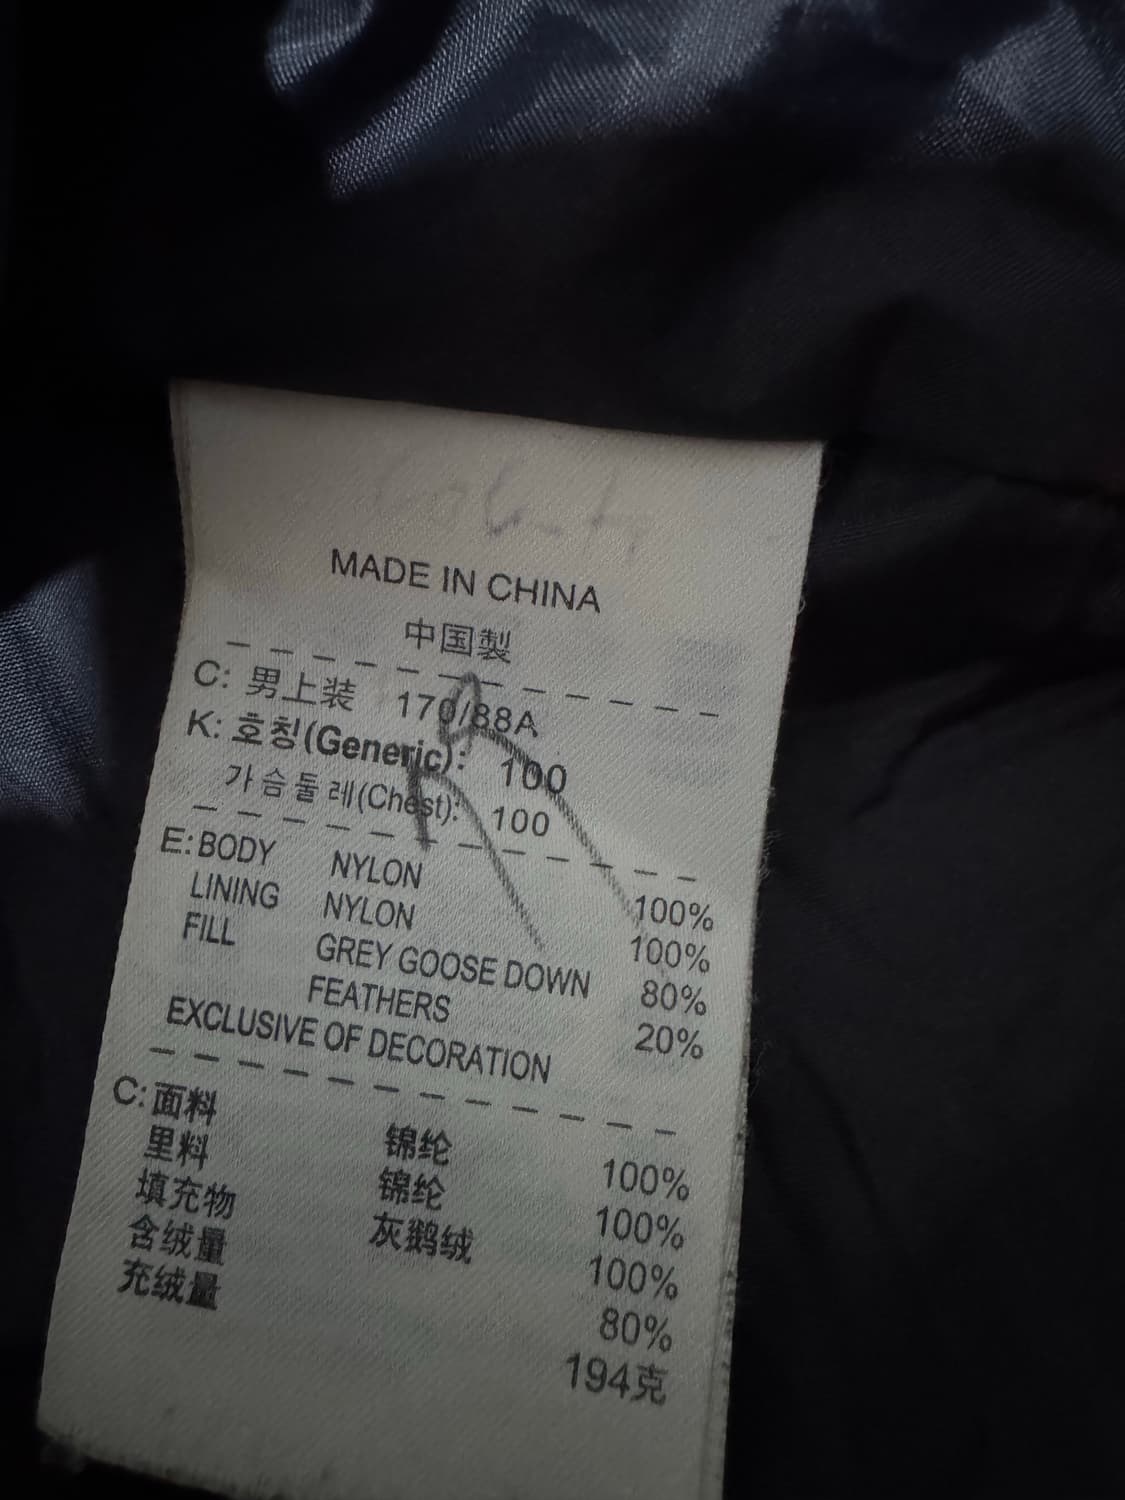 MADE IN CHINA
中国製
C: 男上装 170/88A
K: 호칭(Generic): 100
가슴둘레(Chest): 100
E: BODY NYLON 100%
LINING NYLON 100%
FILL GREY GOOSE DOWN 80%
FEATHERS 20%
EXCLUSIVE OF DECORATION
C: 面料 锦纶 100%
里料 锦纶 100%
填充物 灰鹅绒 100%
含绒量 80%
充绒量 194克